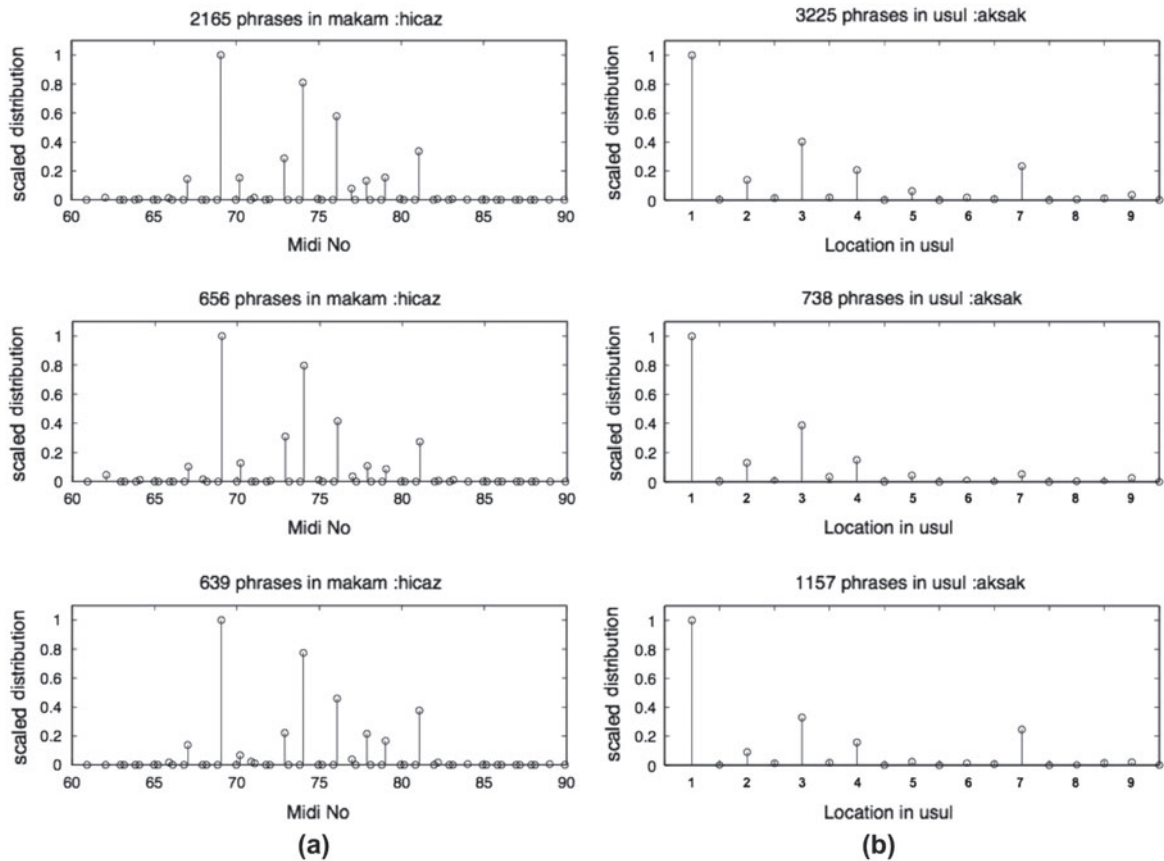 2165 phrases in makam :hicaz
scaled distribution
1
0.8
0.6
0.4
0.2
0
60 65 70 75 80 85 90
Midi No
656 phrases in makam :hicaz
scaled distribution
1
0.8
0.6
0.4
0.2
0
60 65 70 75 80 85 90
Midi No
639 phrases in makam :hicaz
scaled distribution
1
0.8
0.6
0.4
0.2
0
60 65 70 75 80 85 90
Midi No
(a)
3225 phrases in usul :aksak
scaled distribution
1
0.8
0.6
0.4
0.2
0
1 2 3 4 5 6 7 8 9
Location in usul
738 phrases in usul :aksak
scaled distribution
1
0.8
0.6
0.4
0.2
0
1 2 3 4 5 6 7 8 9
Location in usul
1157 phrases in usul :aksak
scaled distribution
1
0.8
0.6
0.4
0.2
0
1 2 3 4 5 6 7 8 9
Location in usul
(b)